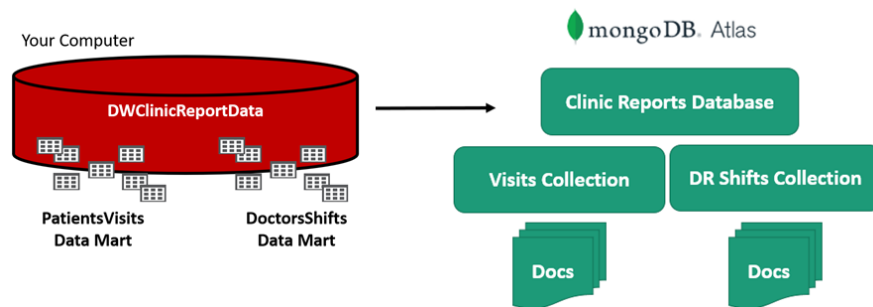 Your Computer
mongoDB. Atlas
DWClinicReportData
Clinic Reports Database
Visits Collection
DR Shifts Collection
PatientsVisits
Data Mart
DoctorsShifts
Data Mart
Docs
Docs